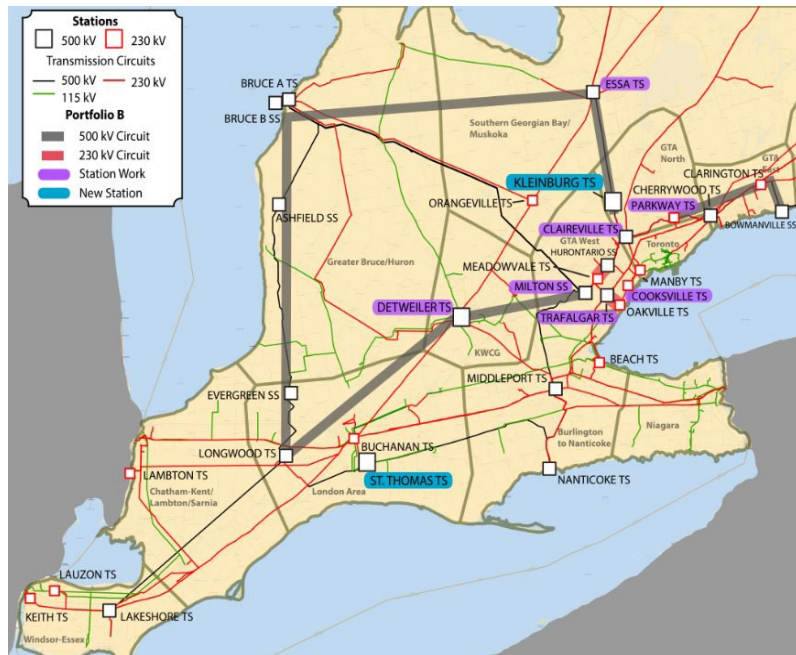 Stations
500 kV 230 kV
Transmission Circuits
500 kV 230 kV
115 kV
Portfolio B
500 kV Circuit
230 kV Circuit
Station Work
New Station
BRUCE A TS
BRUCE B SS
ESSA TS
Southern Georgian Bay/
Muskoka
GTA
North
GTA
East
CLARINGTON TS
CHERRYWOOD TS
KLEINBURG TS
PARKWAY TS
BOWMANVILLE SS
ORANGEVILLE TS
ASHFIELD SS
CLAIREVILLE TS
GTA West
HURONTARIO SS
Toronto
Greater Bruce/Huron
MEADOWVALE TS
MANBY TS
MILTON SS
COOKSVILLE TS
DETWEILER TS
OAKVILLE TS
TRAFALGAR TS
KWCG
BEACH TS
MIDDLEPORT TS
EVERGREEN SS
Burlington
to Nanticoke
Niagara
LONGWOOD TS
BUCHANAN TS
LAMBTON TS
ST. THOMAS TS
NANTICOKE TS
Chatham-Kent/
Lambton/Sarnia
London Area
LAUZON TS
KEITH TS
LAKESHORE TS
Windsor-Essex